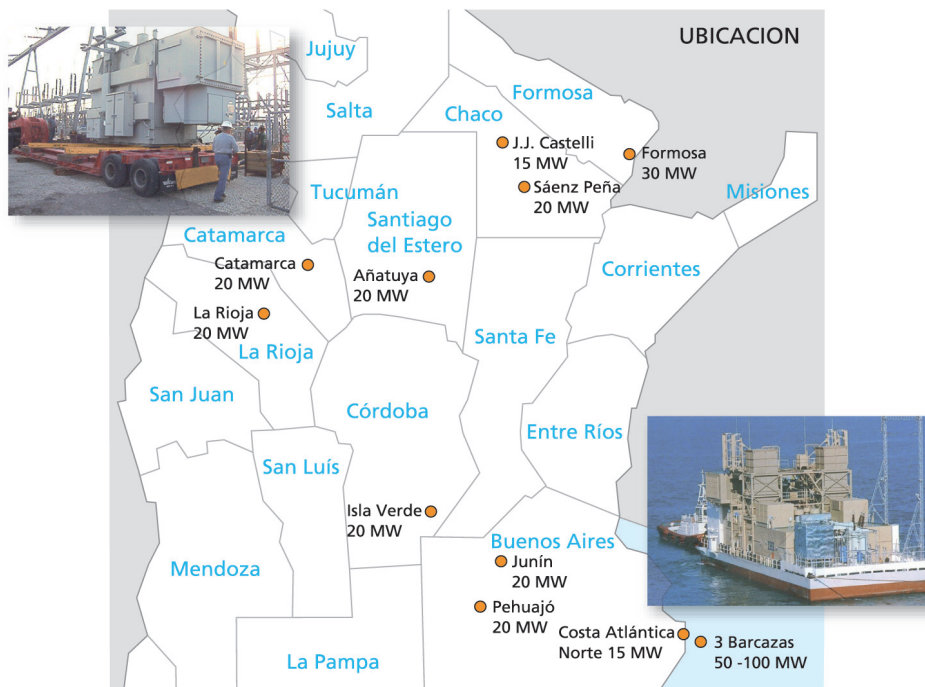 UBICACION
Jujuy
Salta
Formosa
Chaco
J.J. Castelli
15 MW
Formosa
30 MW
Sáenz Peña
20 MW
Misiones
Tucumán
Santiago
del Estero
Catamarca
Catamarca
20 MW
Añatuya
20 MW
Corrientes
La Rioja
20 MW
La Rioja
Santa Fe
San Juan
Córdoba
Entre Ríos
San Luís
Isla Verde
20 MW
Buenos Aires
Junín
20 MW
Mendoza
Pehuajó
20 MW
Costa Atlántica
Norte 15 MW
3 Barcazas
50 -100 MW
La Pampa